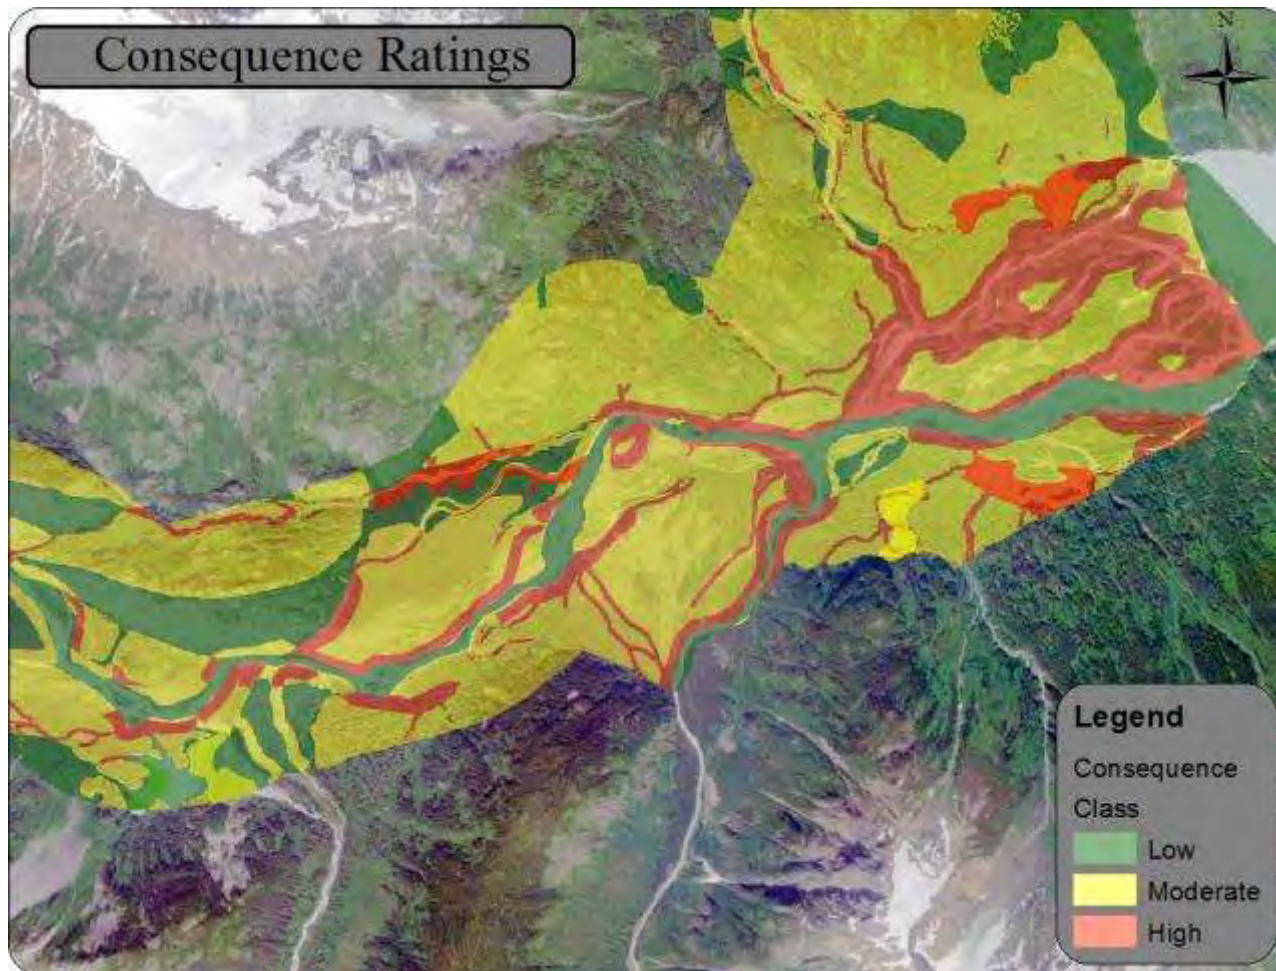 Consequence Ratings
N
Legend
Consequence
Class
Low
Moderate
High